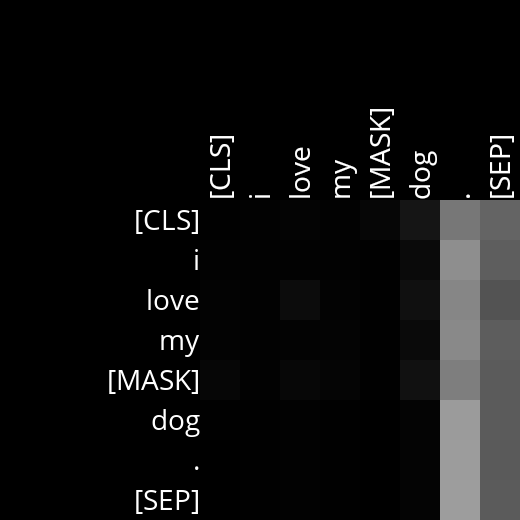 [CLS] i love my [MASK] dog . [SEP]
[CLS]
i
love
my
[MASK]
dog
.
[SEP]